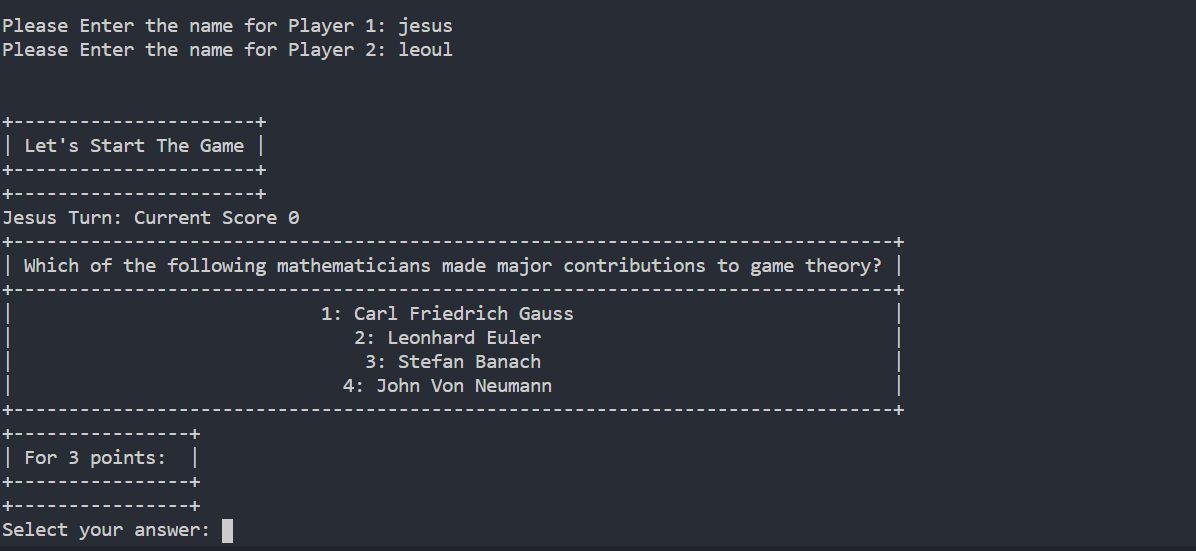 Please Enter the name for Player 1: jesus
Please Enter the name for Player 2: leoul
+----------------------+
| Let's Start The Game |
+----------------------+
+----------------------+
Jesus Turn: Current Score 0
+--------------------------------------------------------------------------------+
| Which of the following mathematicians made major contributions to game theory? |
+--------------------------------------------------------------------------------+
|                            1: Carl Friedrich Gauss                             |
|                               2: Leonhard Euler                                |
|                                3: Stefan Banach                                |
|                              4: John Von Neumann                               |
+--------------------------------------------------------------------------------+
+----------------+
| For 3 points:  |
+----------------+
+----------------+
Select your answer: